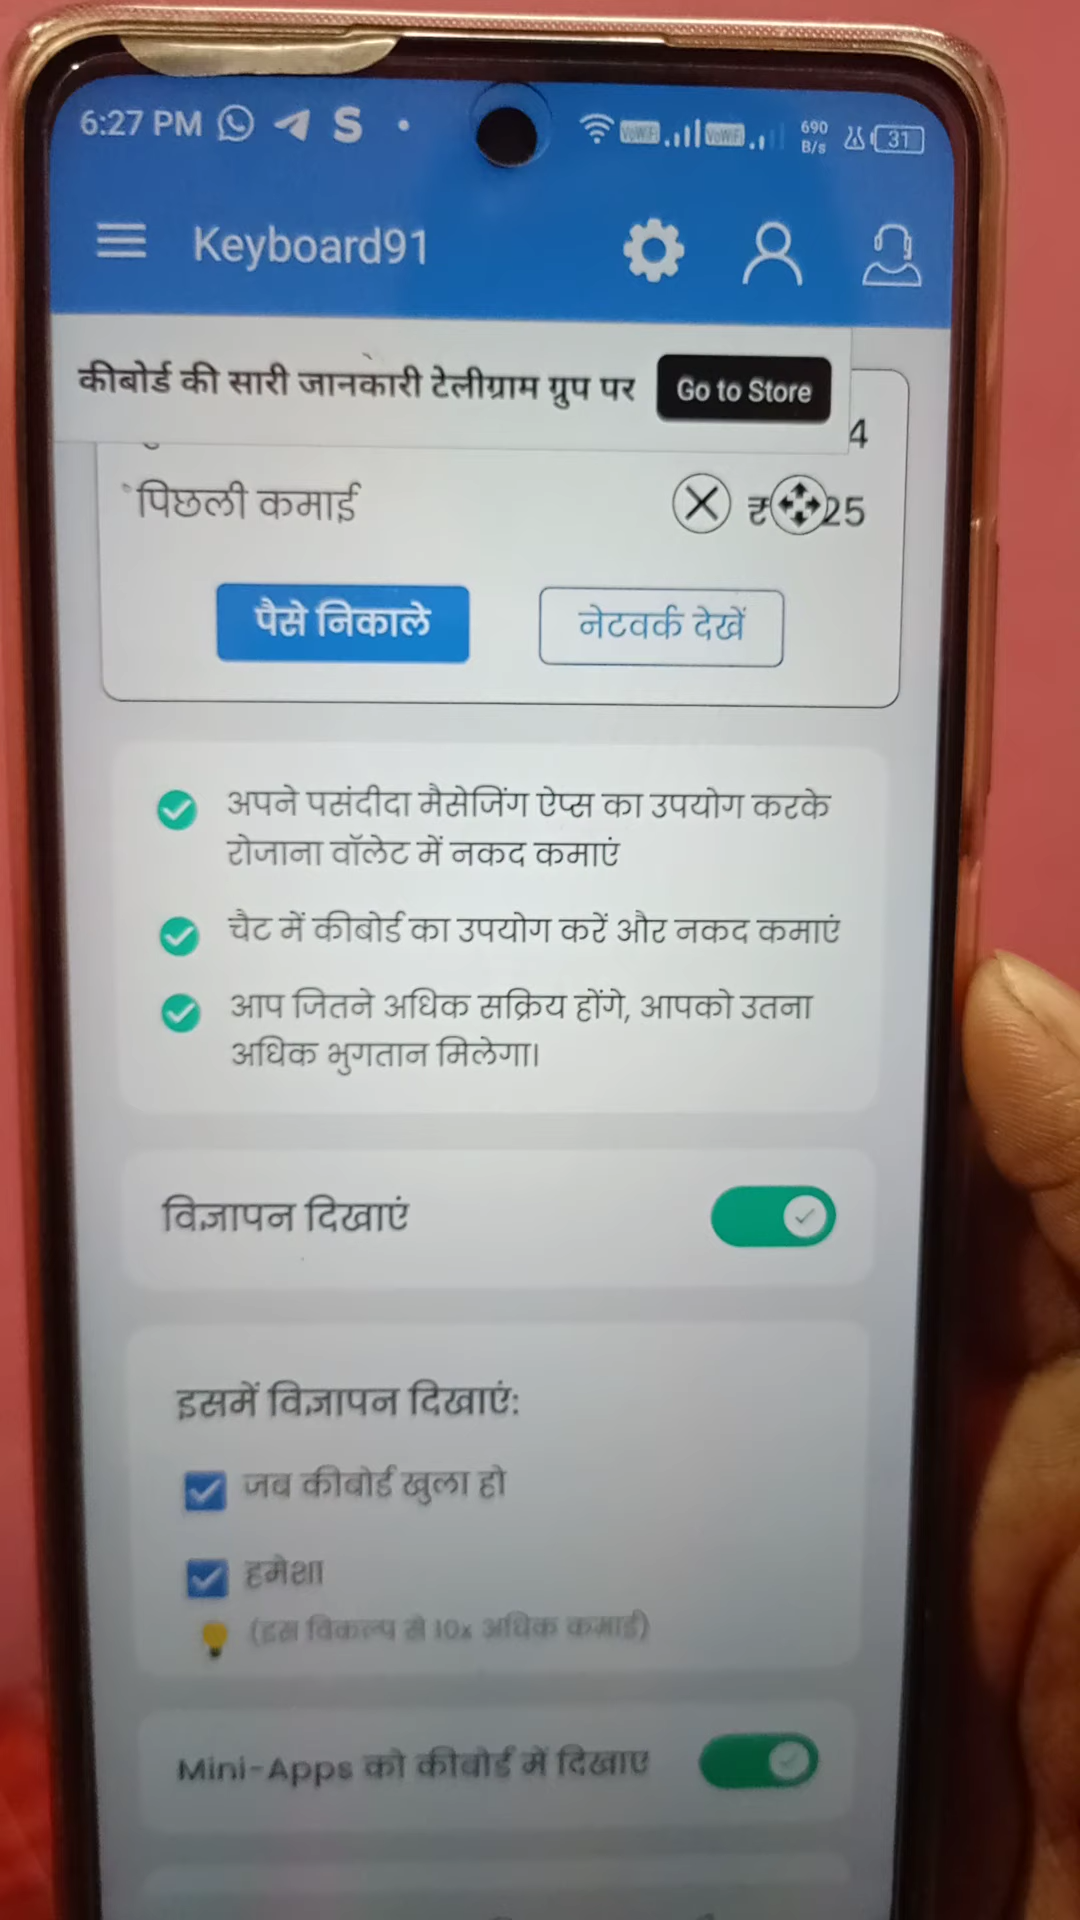 6:27 PM
690 B/s
31
Keyboard91
कीबोर्ड की सारी जानकारी टेलीग्राम ग्रुप पर
Go to Store
4
पिछली कमाई
₹ 25
पैसे निकाले
नेटवर्क देखें
अपने पसंदीदा मैसेजिंग ऐप्स का उपयोग करके
रोजाना वॉलेट में नकद कमाएं
चैट में कीबोर्ड का उपयोग करें और नकद कमाएं
आप जितने अधिक सक्रिय होंगे, आपको उतना
अधिक भुगतान मिलेगा।
विज्ञापन दिखाएं
इसमें विज्ञापन दिखाएं:
जब कीबोर्ड खुला हो
हमेशा
(इस विकल्प से 10x अधिक कमाई)
Mini-Apps को कीबोर्ड में दिखाए